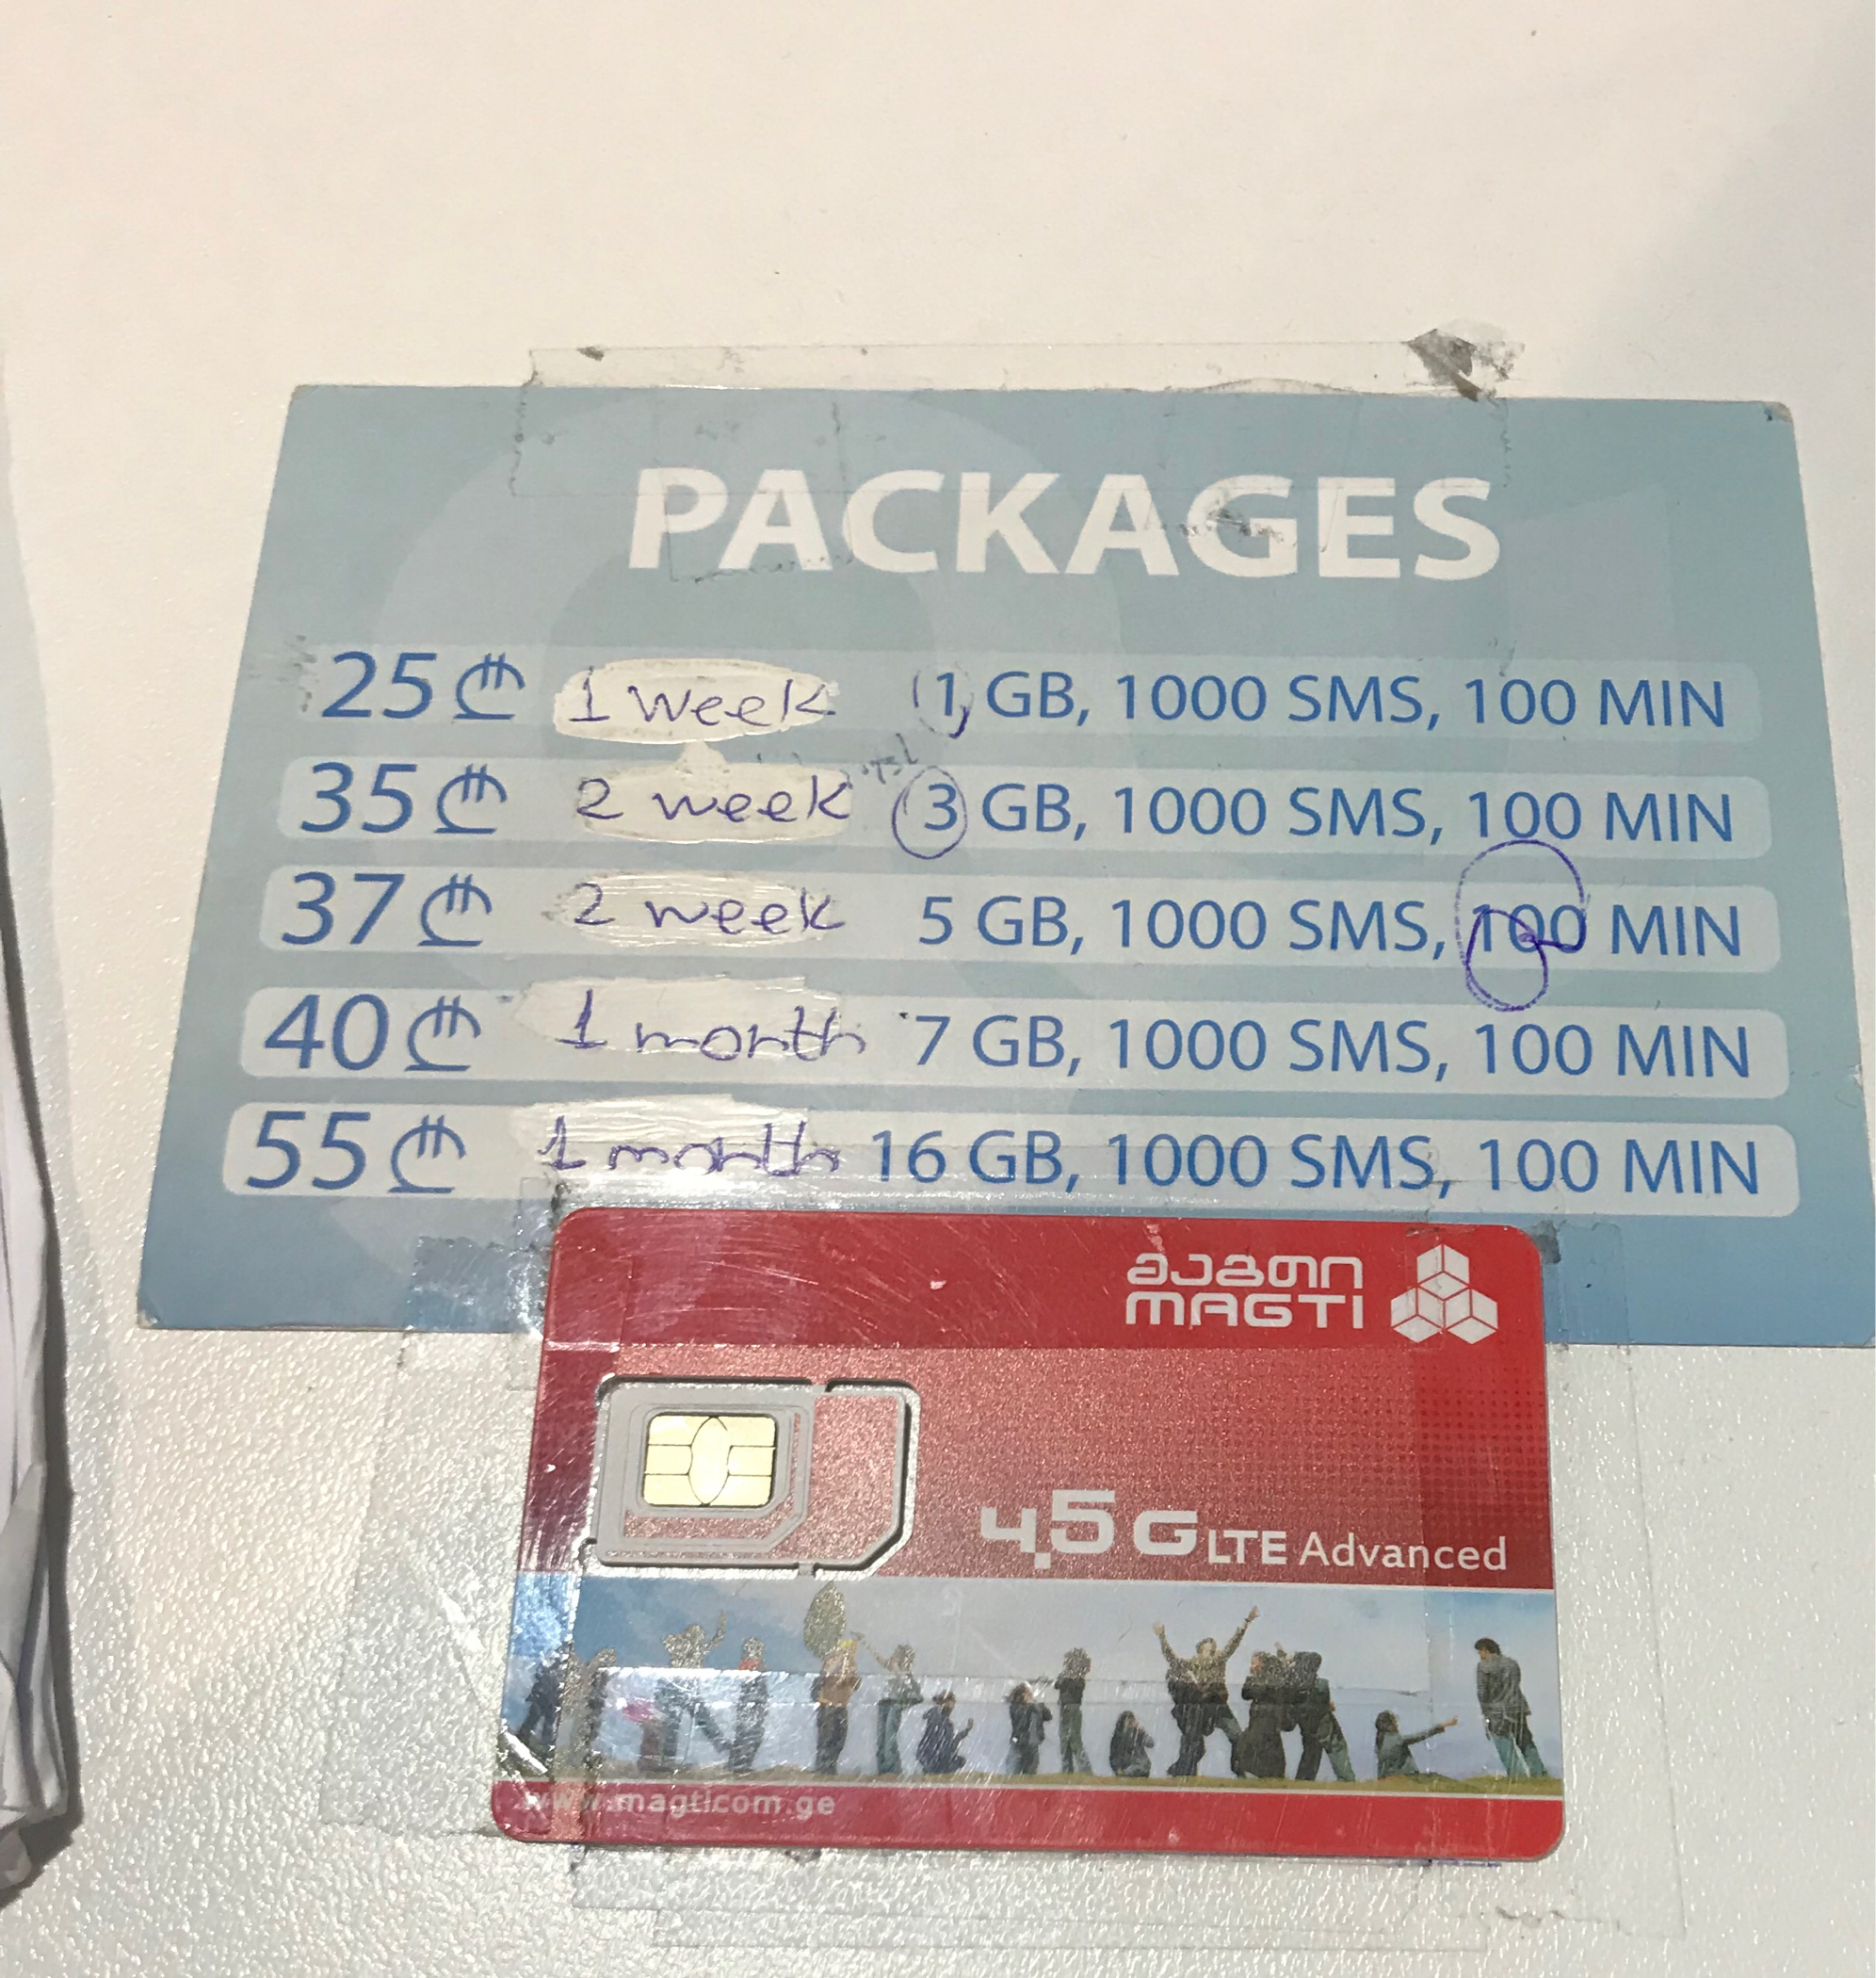 PACKAGES
25 ₾ 1 week 1 GB, 1000 SMS, 100 MIN
35 ₾ 2 week 3 GB, 1000 SMS, 100 MIN
37 ₾ 2 week 5 GB, 1000 SMS, 100 MIN
40 ₾ 1 month 7 GB, 1000 SMS, 100 MIN
55 ₾ 1 month 16 GB, 1000 SMS, 100 MIN
მაგთი
MAGTI
4,5 G LTE Advanced
www.magticom.ge